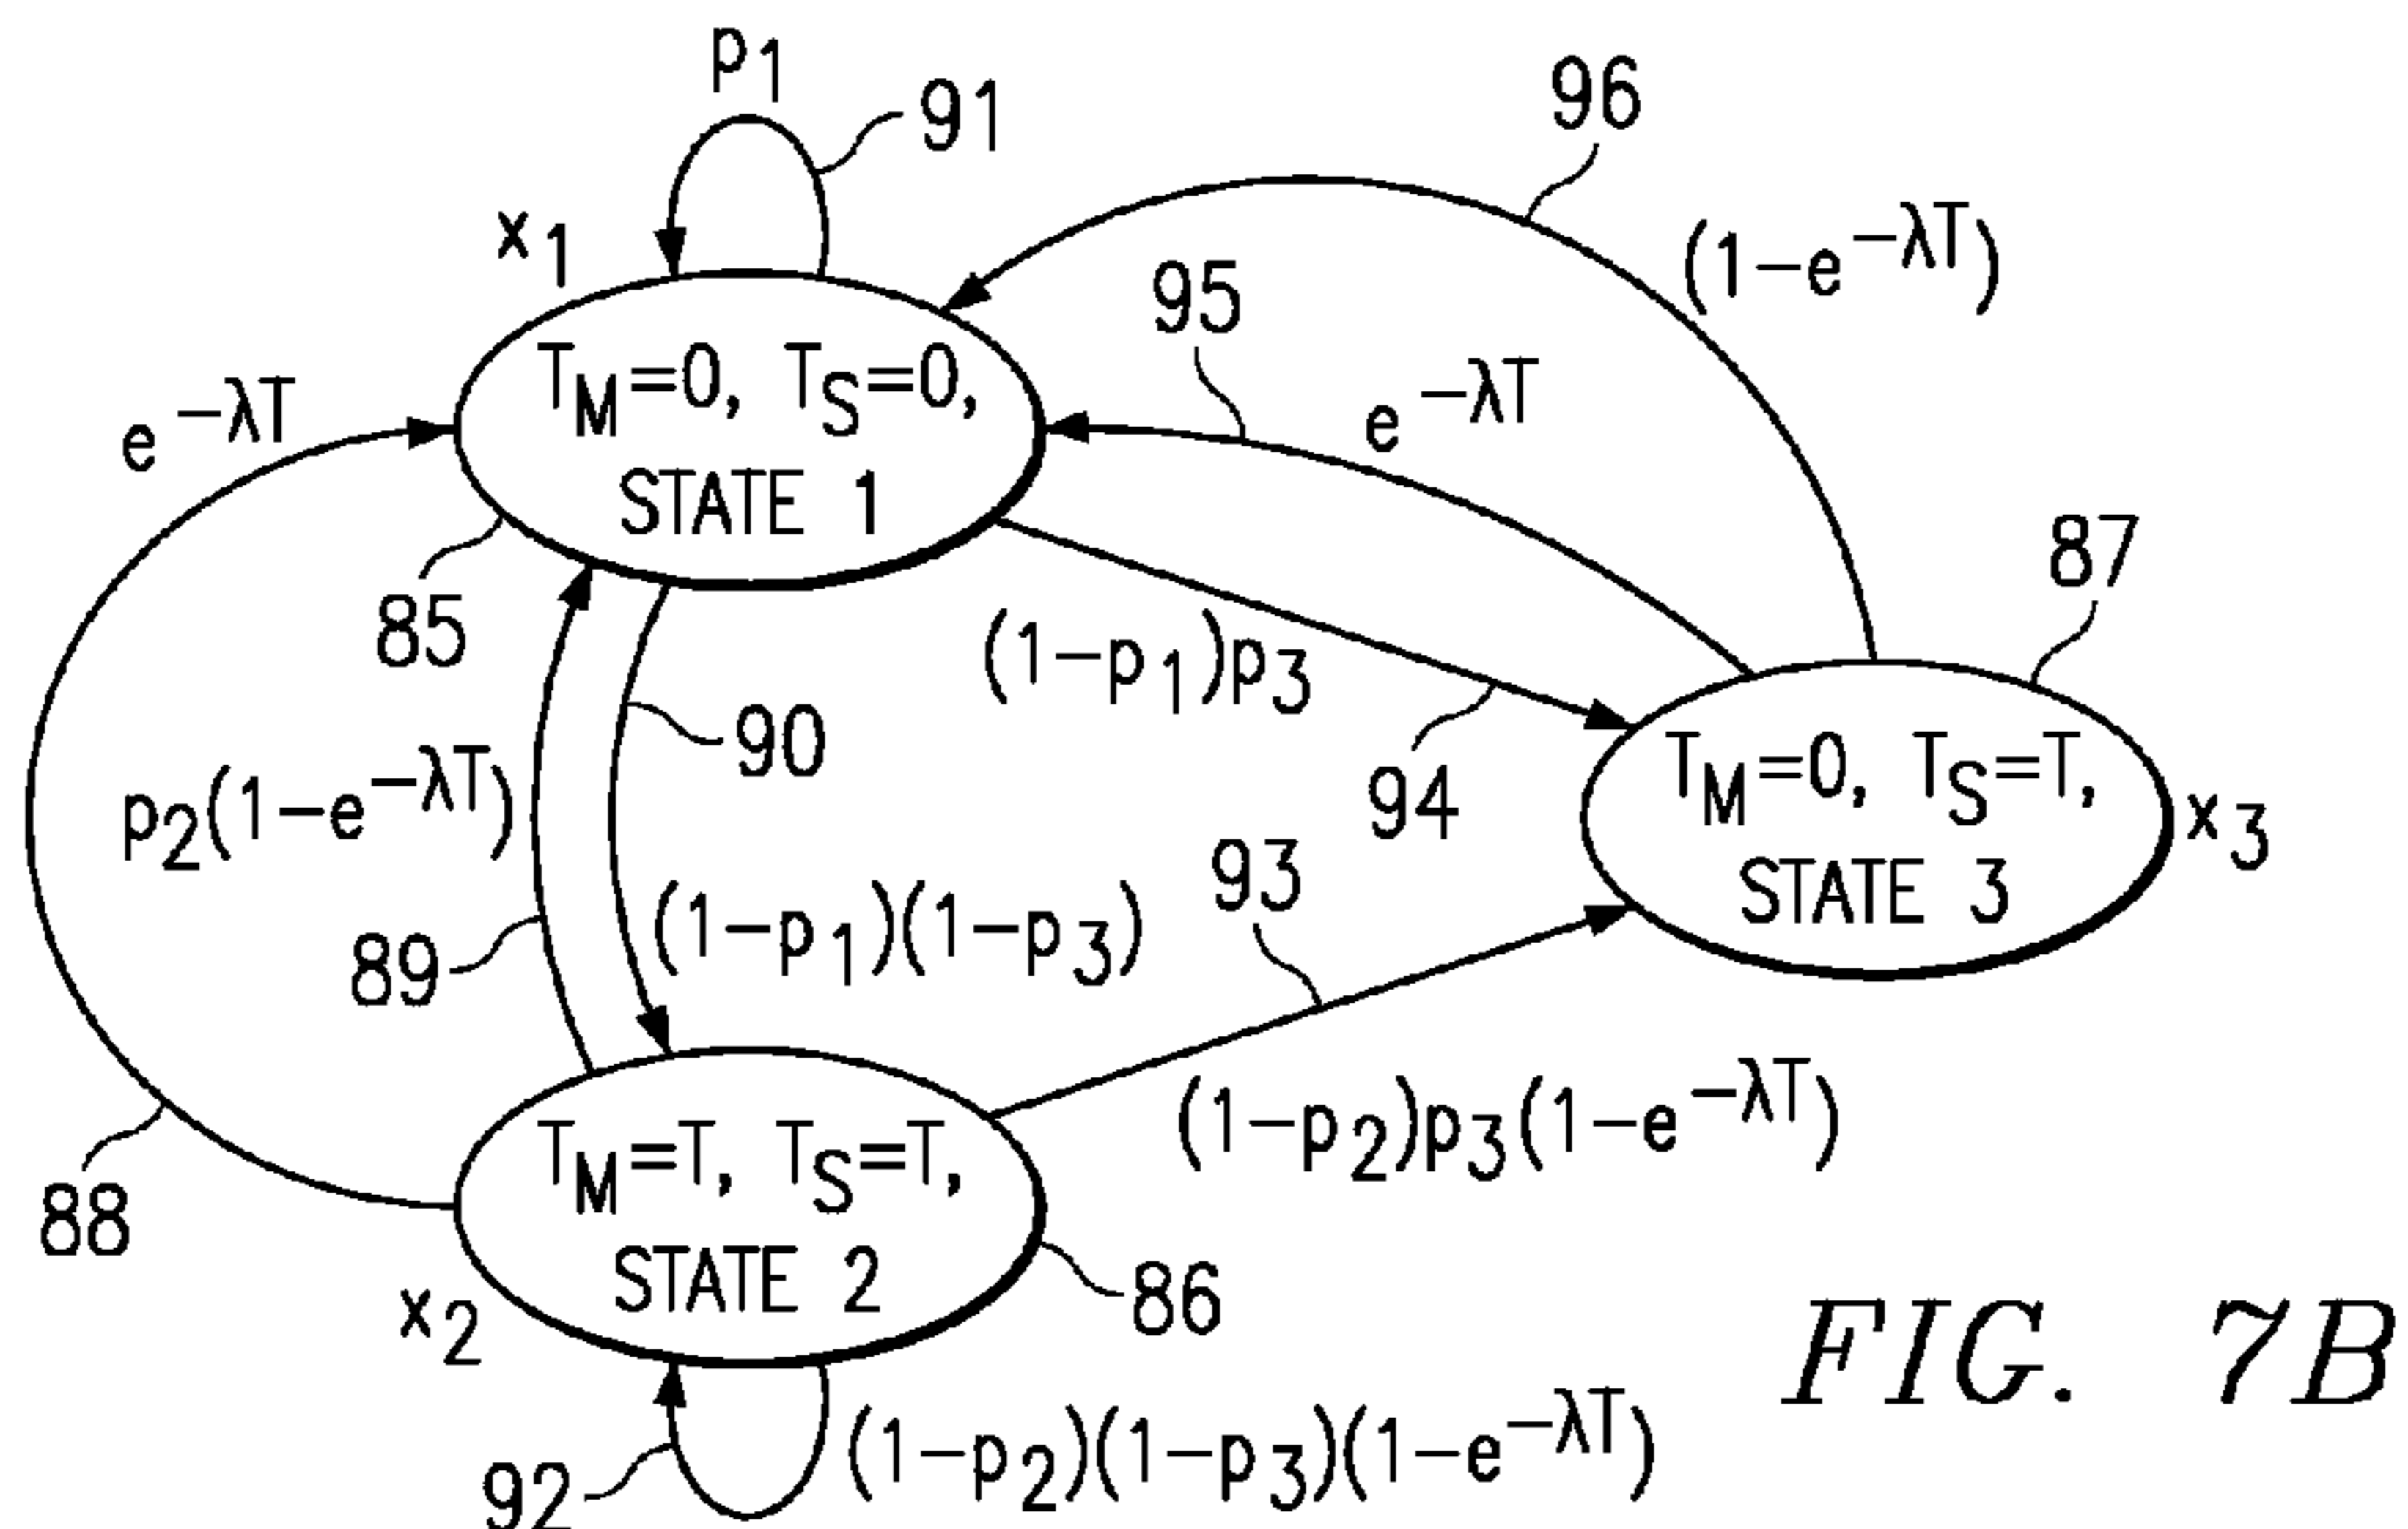 p1
91
96
x1
(1−e−λT)
95
TM=0, TS=0,
STATE 1
e−λT
e−λT
87
85
(1−p1)p3
90
94
TM=0, TS=T,
STATE 3
x3
p2(1−e−λT)
93
(1−p1)(1−p3)
89
(1−p2)p3(1−e−λT)
TM=T, TS=T,
STATE 2
88
86
x2
FIG. 7B
(1−p2)(1−p3)(1−e−λT)
92